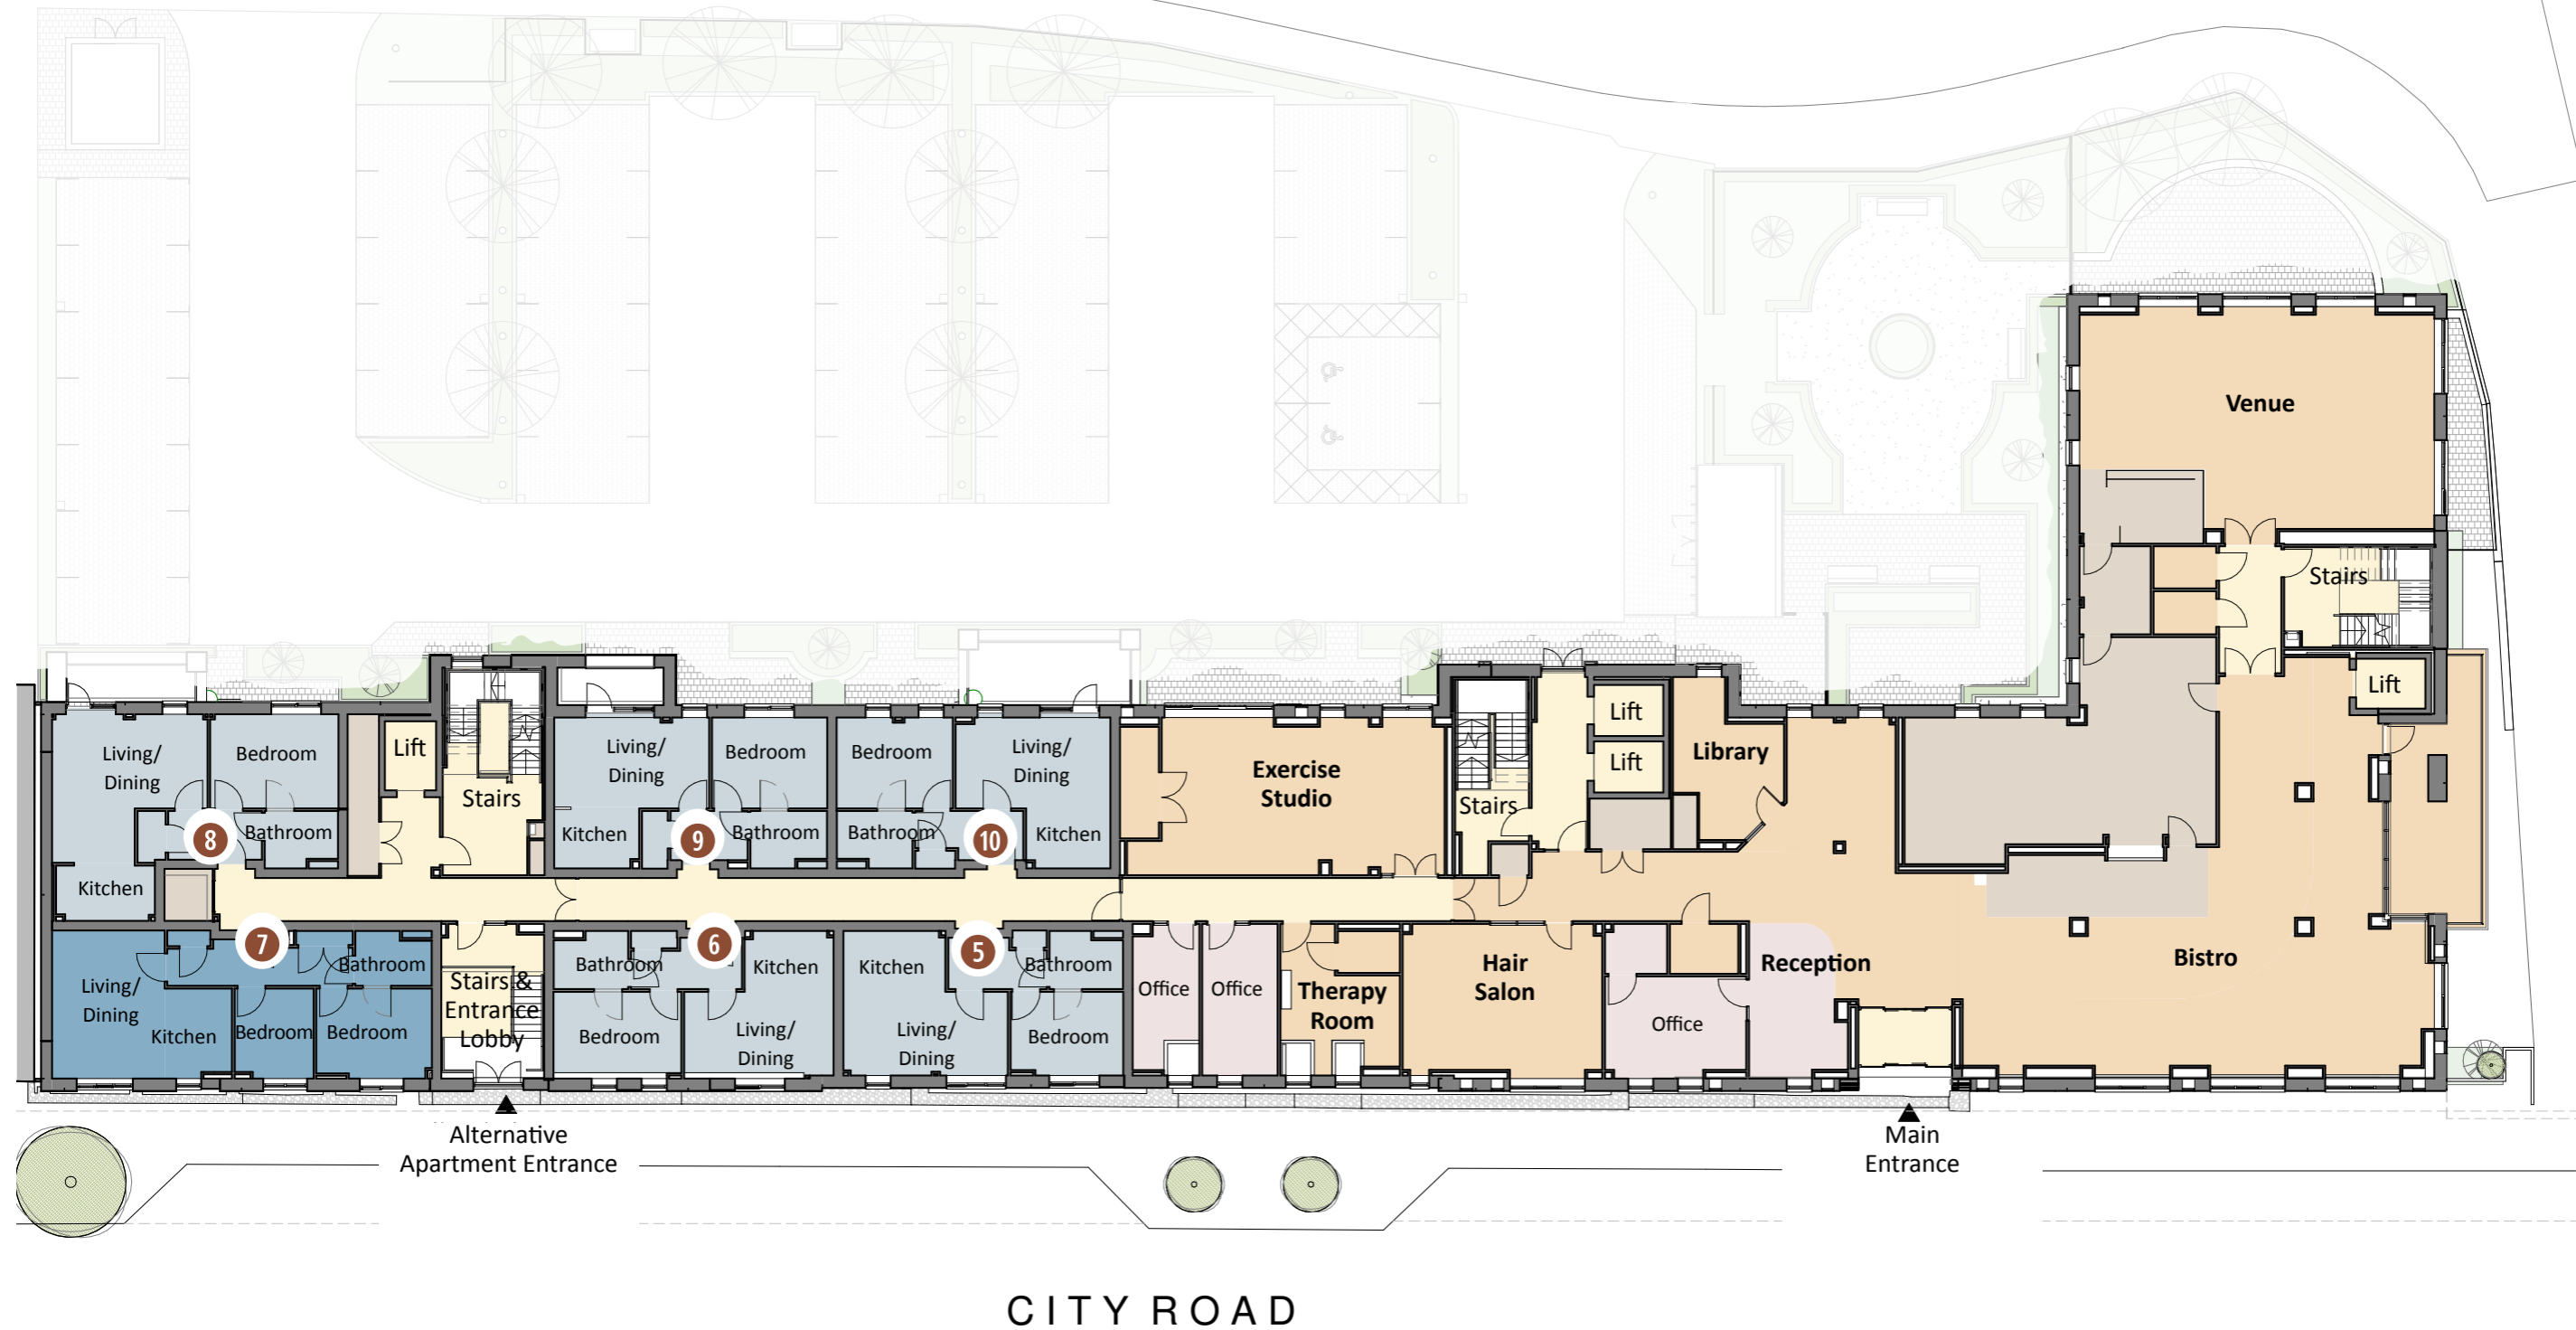 Venue
Stairs
Lift
Living/
Dining
Bedroom
Lift
Stairs
Living/
Dining
Bedroom
Bedroom
Living/
Dining
Exercise
Studio
Lift
Lift
Library
Stairs
8
Bathroom
Kitchen
Kitchen
9
Bathroom
Bathroom
10
Kitchen
7
Bathroom
Living/
Dining
Kitchen
Bedroom
Bedroom
Stairs &
Entrance
Lobby
6
Bathroom
Kitchen
Bedroom
Living/
Dining
5
Kitchen
Bathroom
Living/
Dining
Bedroom
Office
Office
Therapy
Room
Hair
Salon
Office
Reception
Bistro
Alternative
Apartment Entrance
Main
Entrance
CITY ROAD